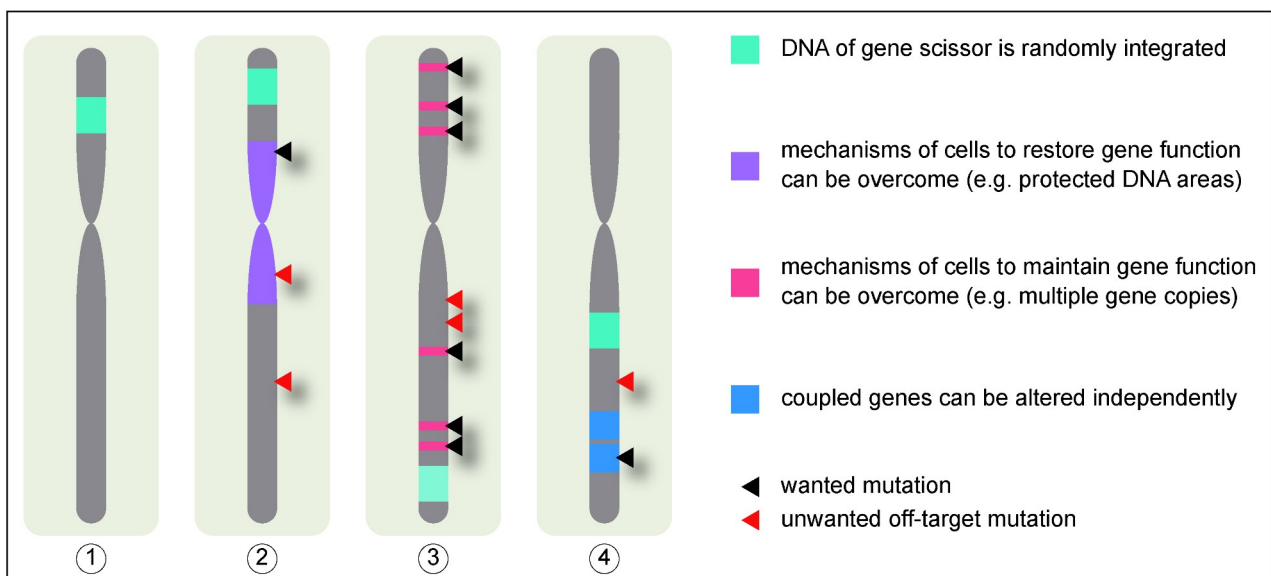 DNA of gene scissor is randomly integrated
mechanisms of cells to restore gene function
can be overcome (e.g. protected DNA areas)
mechanisms of cells to maintain gene function
can be overcome (e.g. multiple gene copies)
coupled genes can be altered independently
wanted mutation
unwanted off-target mutation
1 2 3 4